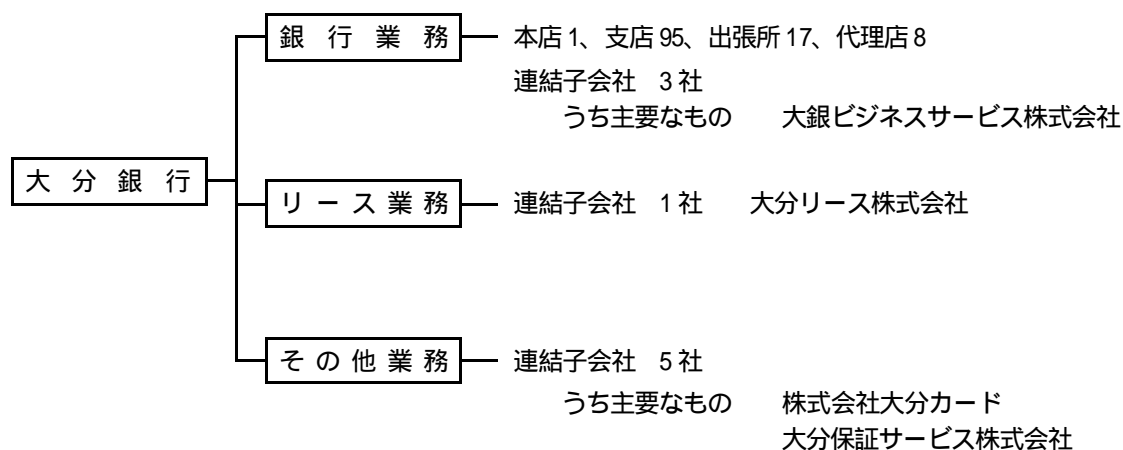 銀行業務 本店1、支店95、出張所17、代理店8
連結子会社 3社
うち主要なもの 大銀ビジネスサービス株式会社
大分銀行
リース業務 連結子会社 1社 大分リース株式会社
その他業務 連結子会社 5社
うち主要なもの 株式会社大分カード
大分保証サービス株式会社